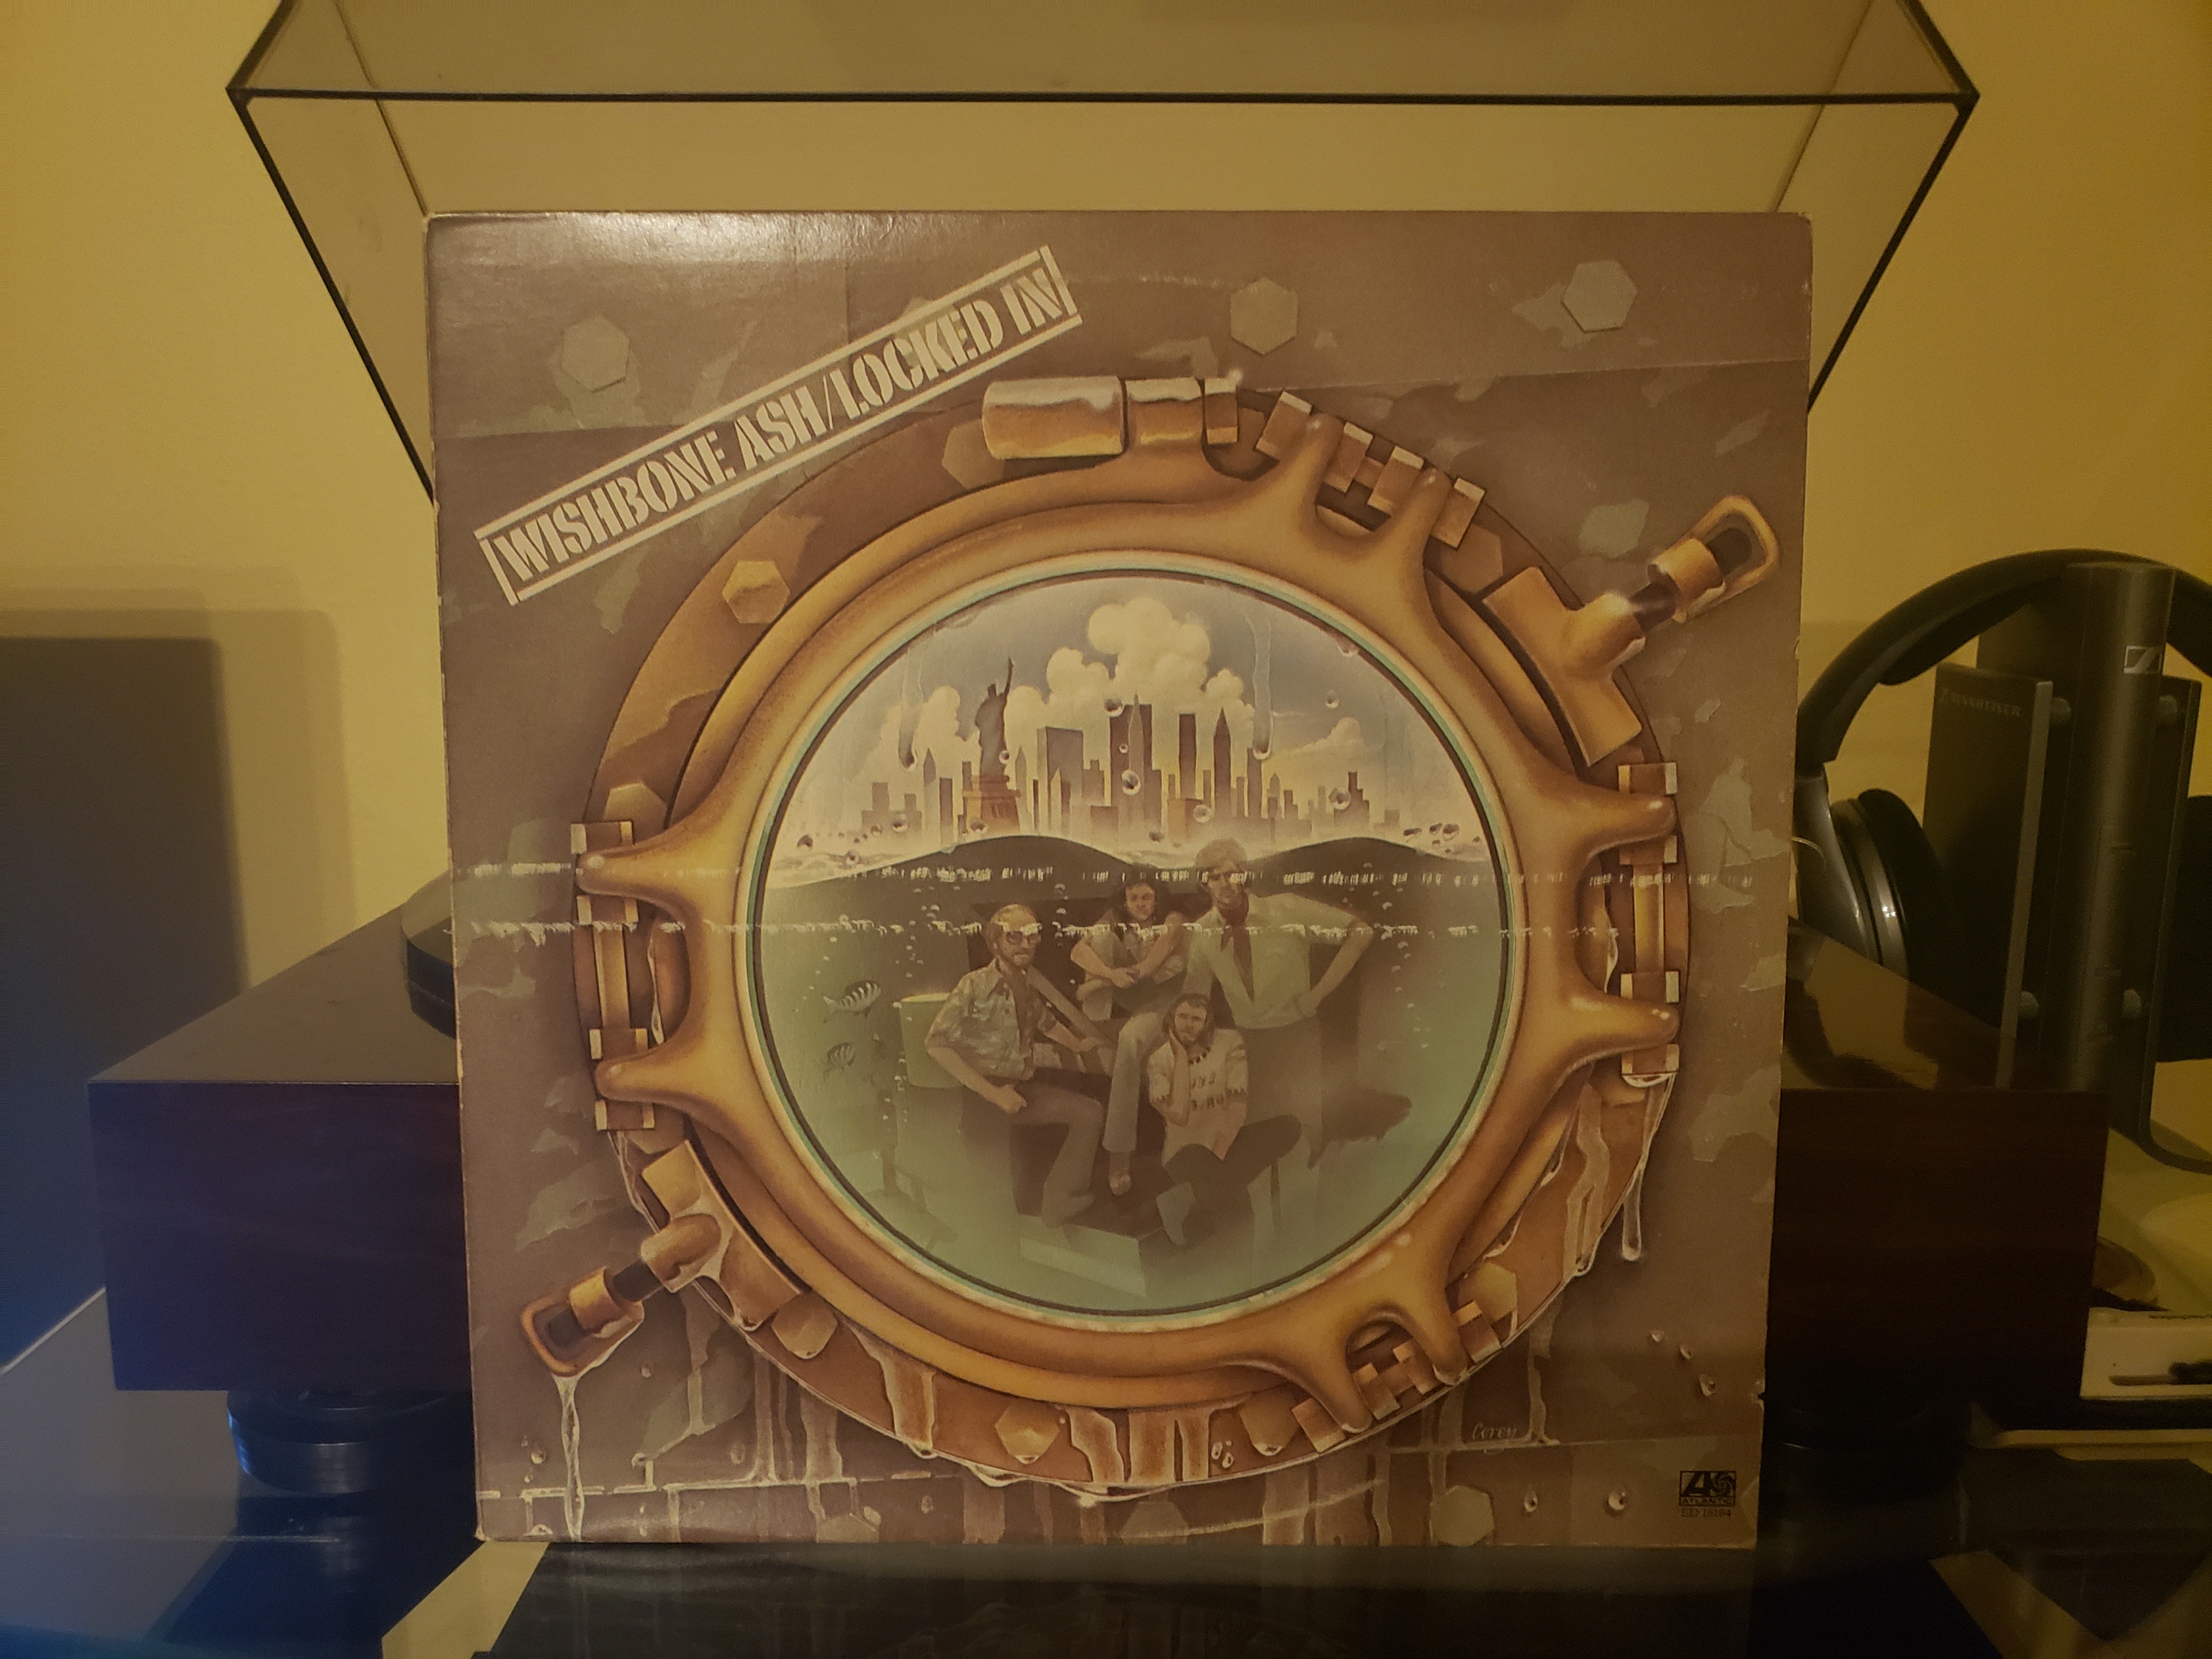 WISHBONE ASH/LOCKED IN
SENNHEISER
Corey
ATLANTIC
SD 18164